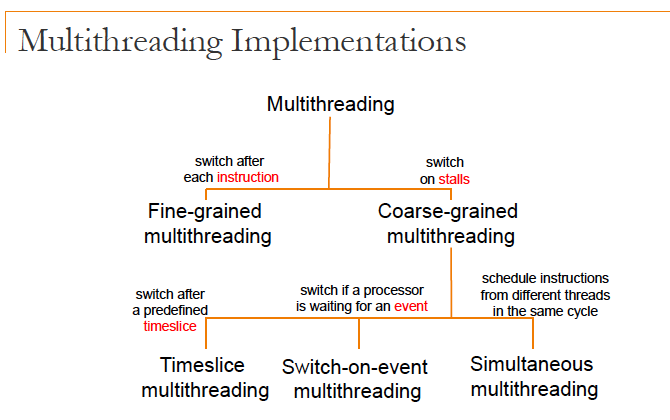 Multithreading Implementations
Multithreading
switch after
each instruction
switch
on stalls
Fine-grained
multithreading
Coarse-grained
multithreading
switch after
a predefined
timeslice
switch if a processor
is waiting for an event
schedule instructions
from different threads
in the same cycle
Timeslice
multithreading
Switch-on-event
multithreading
Simultaneous
multithreading